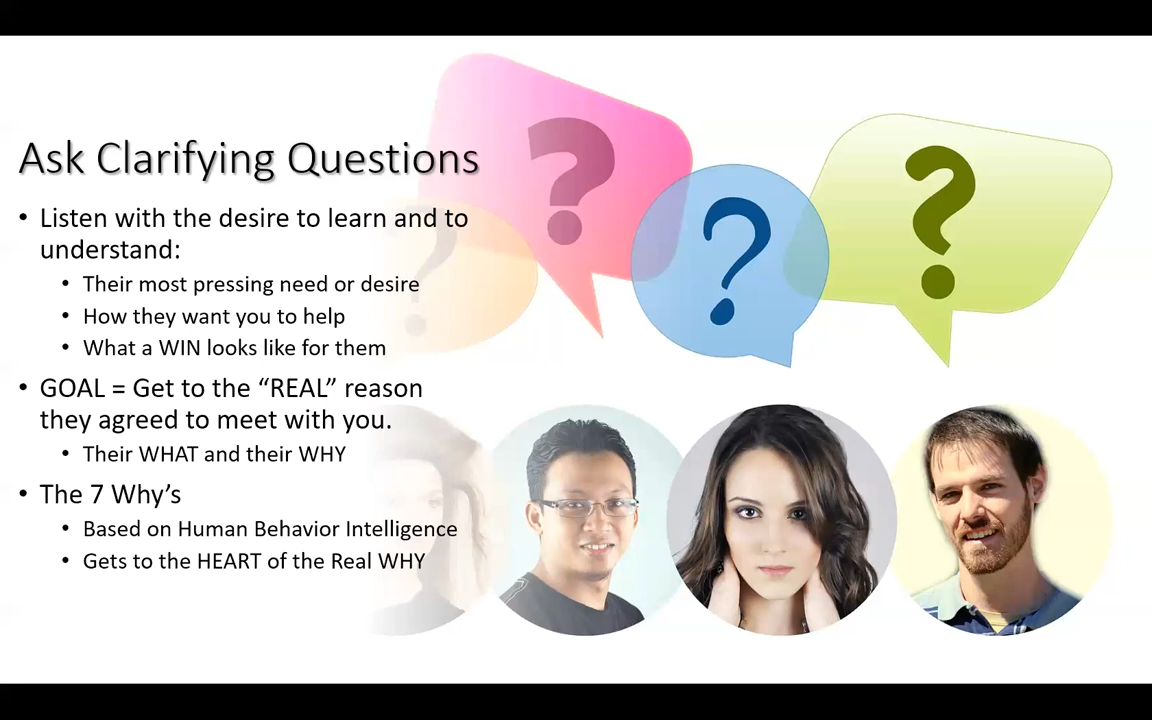 Ask Clarifying Questions
• Listen with the desire to learn and to
understand:
• Their most pressing need or desire
• How they want you to help
• What a WIN looks like for them
• GOAL = Get to the “REAL” reason
they agreed to meet with you.
• Their WHAT and their WHY
• The 7 Why’s
• Based on Human Behavior Intelligence
• Gets to the HEART of the Real WHY
?
?
?
?